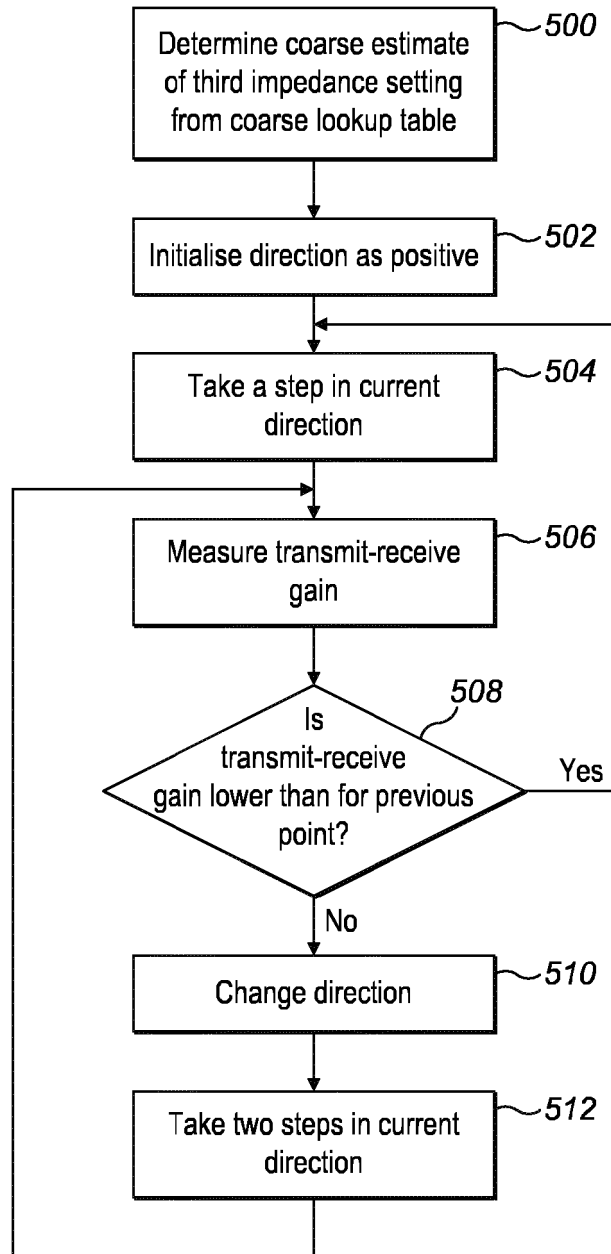 Determine coarse estimate
of third impedance setting
from coarse lookup table
500
Initialise direction as positive
502
Take a step in current
direction
504
Measure transmit-receive
gain
506
Is
transmit-receive
gain lower than for previous
point?
508
Yes
No
Change direction
510
Take two steps in current
direction
512